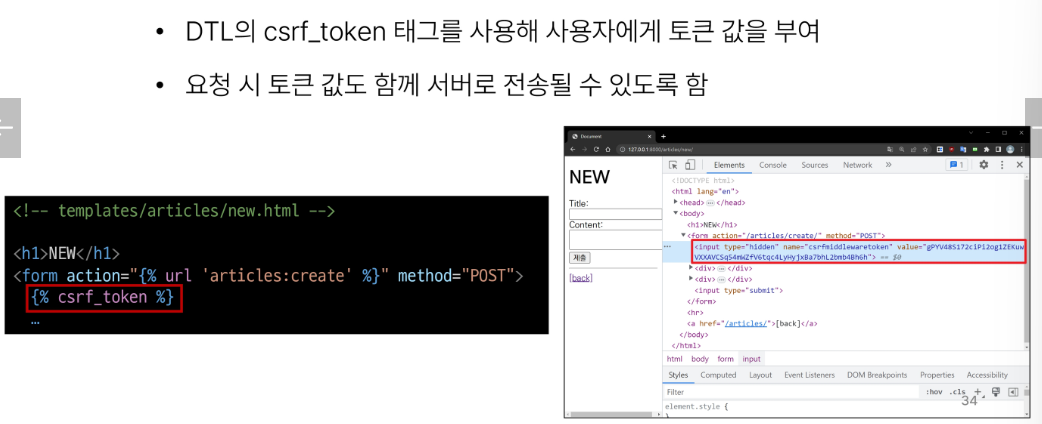 • DTL의 csrf_token 태그를 사용해 사용자에게 토큰 값을 부여
• 요청 시 토큰 값도 함께 서버로 전송될 수 있도록 함
<!-- templates/articles/new.html -->
<h1>NEW</h1>
<form action="{% url 'articles:create' %}" method="POST">
{% csrf_token %}
…
Document
127.0.0.1:8000/articles/new/
NEW
Title:
Content:
제출
[back]
Elements Console Sources Network » 1
<!DOCTYPE html>
<html lang="en">
<head> … </head>
<body>
<h1>NEW</h1>
<form action="/articles/create/" method="POST">
<input type="hidden" name="csrfmiddlewaretoken" value=
== $0
<div> … </div>
<div> … </div>
<input type="submit">
</form>
<hr>
<a href="/articles/">[back]</a>
</body>
</html>
html body form input
Styles Computed Layout Event Listeners DOM Breakpoints Properties Accessibility
Filter :hov .cls
element.style {
}
34